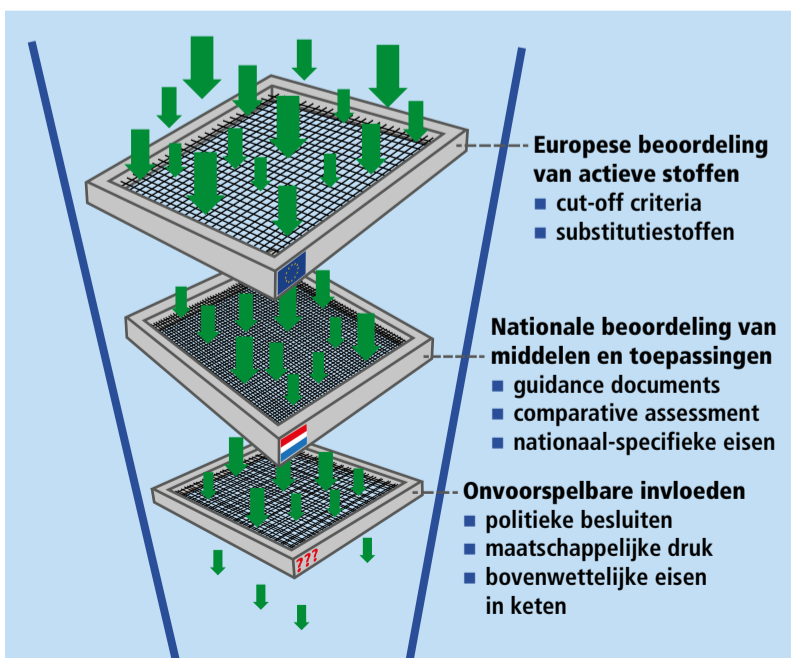 Europese beoordeling
van actieve stoffen
■ cut-off criteria
■ substitutiestoffen
Nationale beoordeling van
middelen en toepassingen
■ guidance documents
■ comparative assessment
■ nationaal-specifieke eisen
Onvoorspelbare invloeden
■ politieke besluiten
■ maatschappelijke druk
■ bovenwettelijke eisen
in keten
???